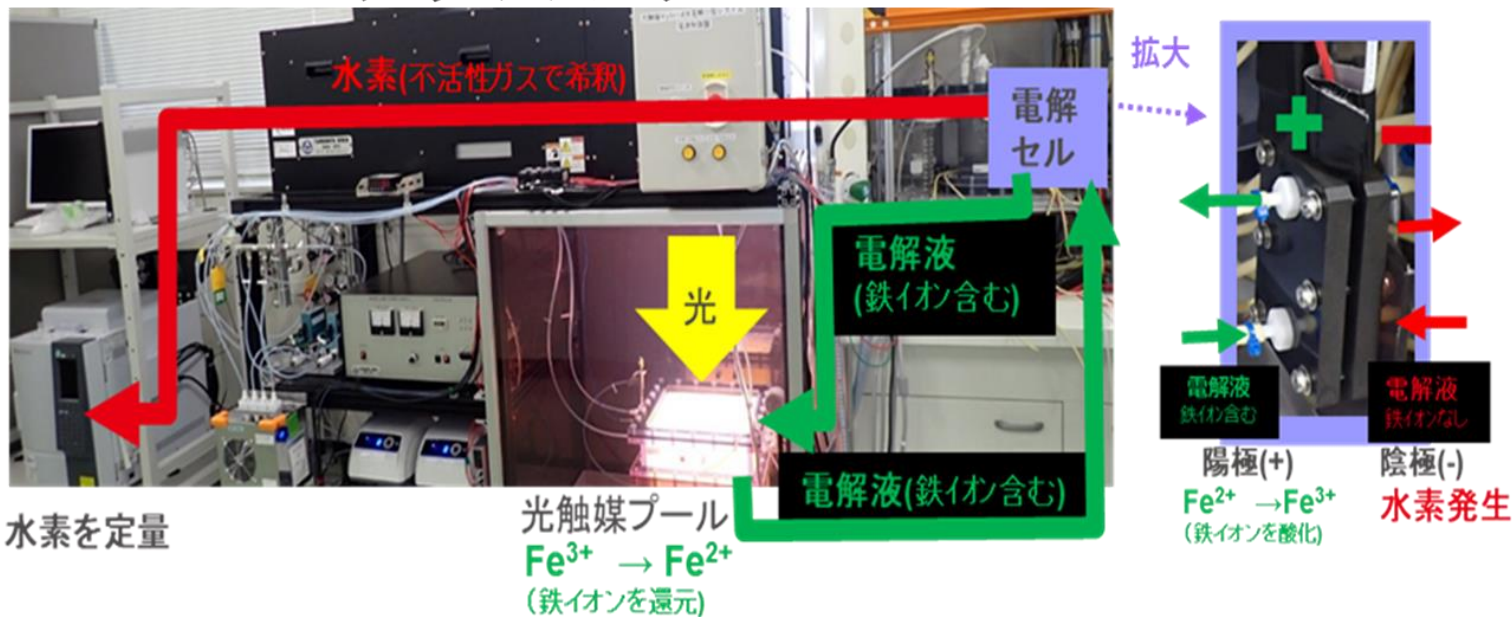 水素(不活性ガスで希釈)
電解
セル
拡大
電解液
(鉄イオン含む)
光
電解液(鉄イオン含む)
電解液
鉄イオン含む
電解液
鉄イオンなし
陽極(+)
Fe²⁺ →Fe³⁺
(鉄イオンを酸化)
陰極(-)
水素発生
水素を定量
光触媒プール
Fe³⁺ → Fe²⁺
(鉄イオンを還元)